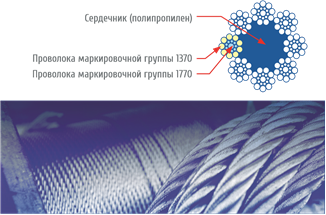 Сердечник (полипропилен)
Проволока маркировочной группы 1370
Проволока маркировочной группы 1770